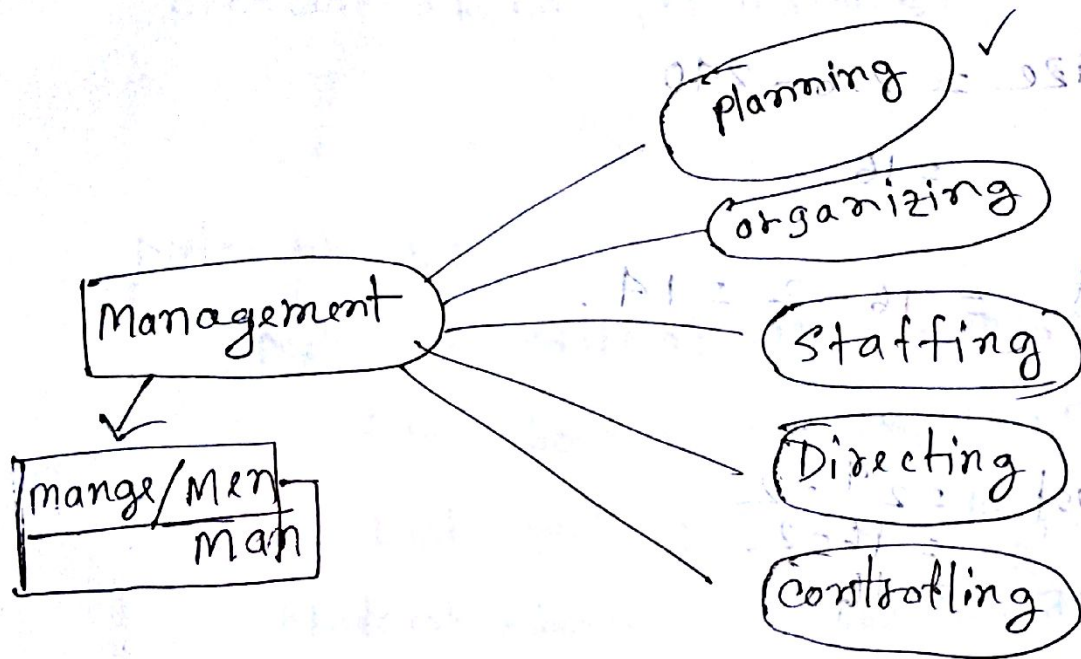 Planning
organizing
Management
Staffing
mange/Men
Man
Directing
Controlling